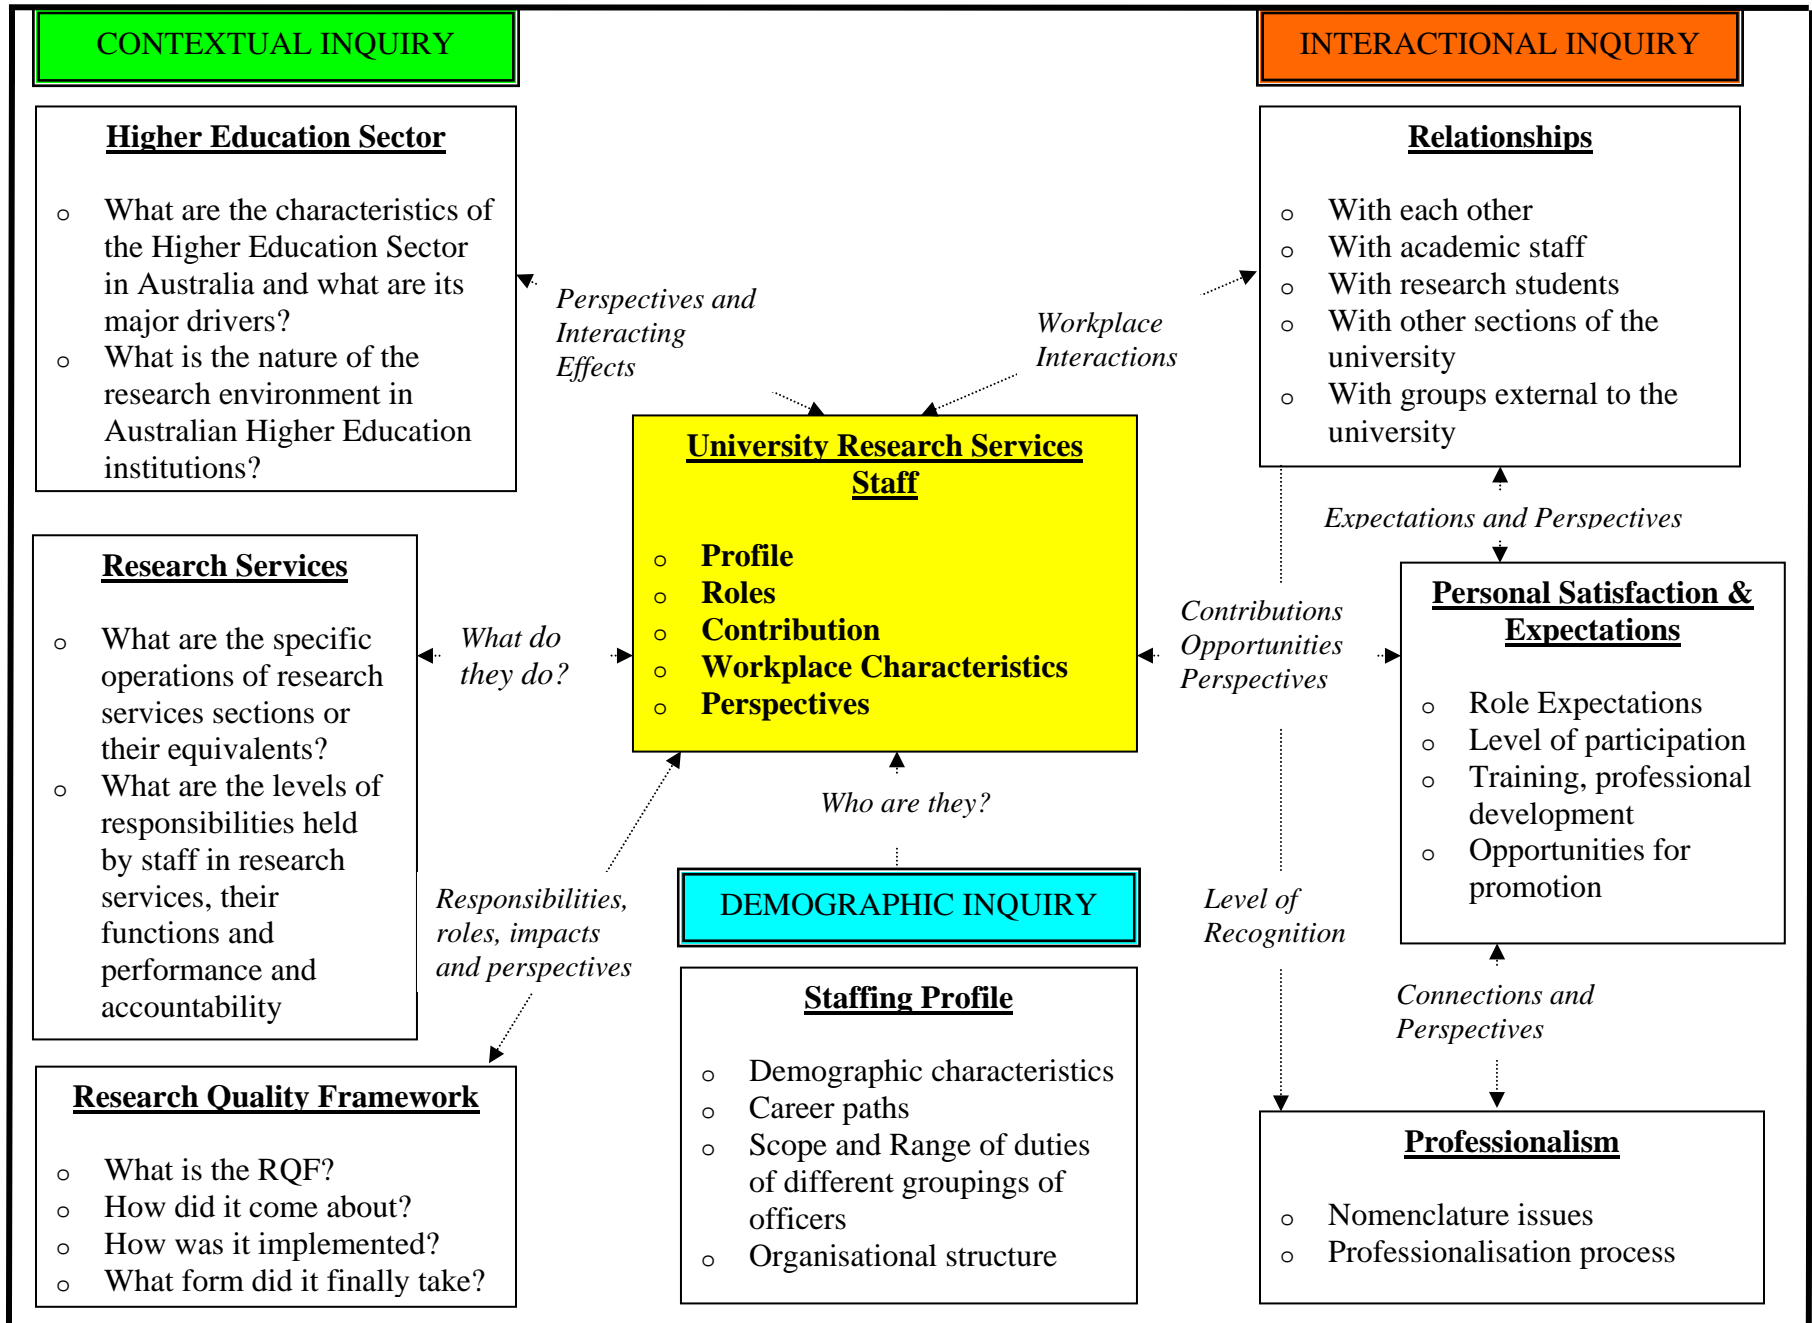 CONTEXTUAL INQUIRY
INTERACTIONAL INQUIRY
Higher Education Sector
o What are the characteristics of
the Higher Education Sector
in Australia and what are its
major drivers?
o What is the nature of the
research environment in
Australian Higher Education
institutions?
Perspectives and
Interacting
Effects
Workplace
Interactions
Relationships
o With each other
o With academic staff
o With research students
o With other sections of the
university
o With groups external to the
university
University Research Services
Staff
o Profile
o Roles
o Contribution
o Workplace Characteristics
o Perspectives
Expectations and Perspectives
Research Services
o What are the specific
operations of research
services sections or
their equivalents?
o What are the levels of
responsibilities held
by staff in research
services, their
functions and
performance and
accountability
What do
they do?
Contributions
Opportunities
Perspectives
Personal Satisfaction &
Expectations
o Role Expectations
o Level of participation
o Training, professional
development
o Opportunities for
promotion
Who are they?
Responsibilities,
roles, impacts
and perspectives
DEMOGRAPHIC INQUIRY
Level of
Recognition
Staffing Profile
o Demographic characteristics
o Career paths
o Scope and Range of duties
of different groupings of
officers
o Organisational structure
Connections and
Perspectives
Research Quality Framework
o What is the RQF?
o How did it come about?
o How was it implemented?
o What form did it finally take?
Professionalism
o Nomenclature issues
o Professionalisation process